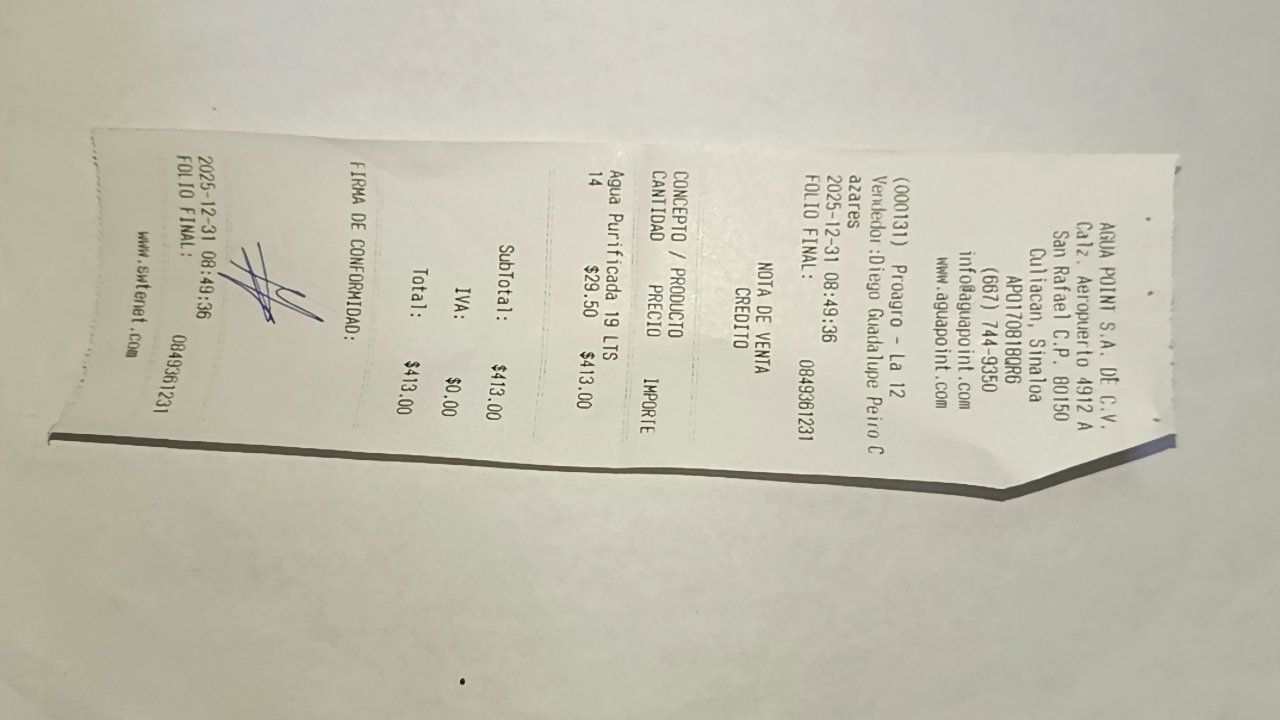 AGUA POINT S.A. DE C.V.
Calz. Aeropuerto 4912 A
San Rafael C.P. 80150
Culiacan, Sinaloa
APO170818QR6
(667) 744-9350
info@aguapoint.com
www.aguapoint.com
(000131) Proagro - La 12
Vendedor:Diego Guadalupe Peiro C
azares
2025-12-31 08:49:36
FOLIO FINAL: 0849361231
NOTA DE VENTA
CREDITO
CONCEPTO / PRODUCTO
CANTIDAD PRECIO IMPORTE
Agua Purificada 19 LTS
14 $29.50 $413.00
SubTotal: $413.00
IVA: $0.00
Total: $413.00
FIRMA DE CONFORMIDAD:
2025-12-31 08:49:36
FOLIO FINAL: 0849361231
www.swtenet.com